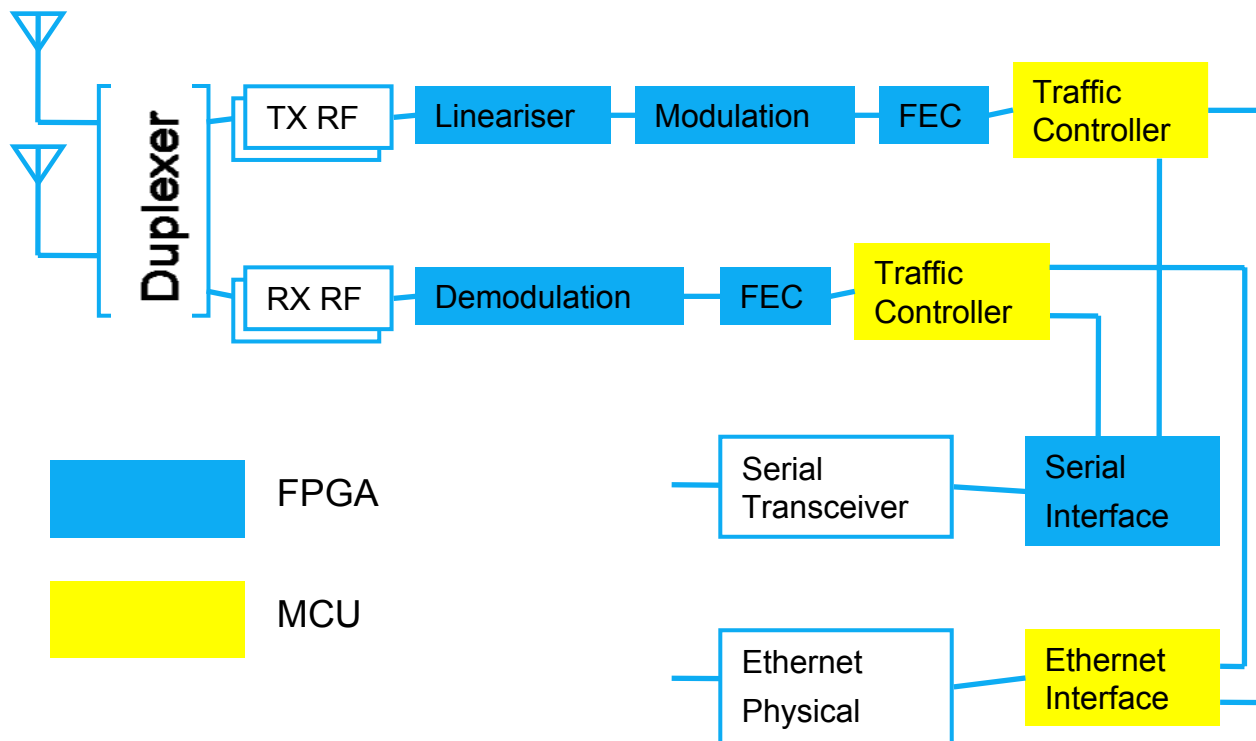 Duplexer
TX RF
Lineariser
Modulation
FEC
Traffic
Controller
RX RF
Demodulation
FEC
Traffic
Controller
FPGA
MCU
Serial
Transceiver
Serial
Interface
Ethernet
Physical
Ethernet
Interface